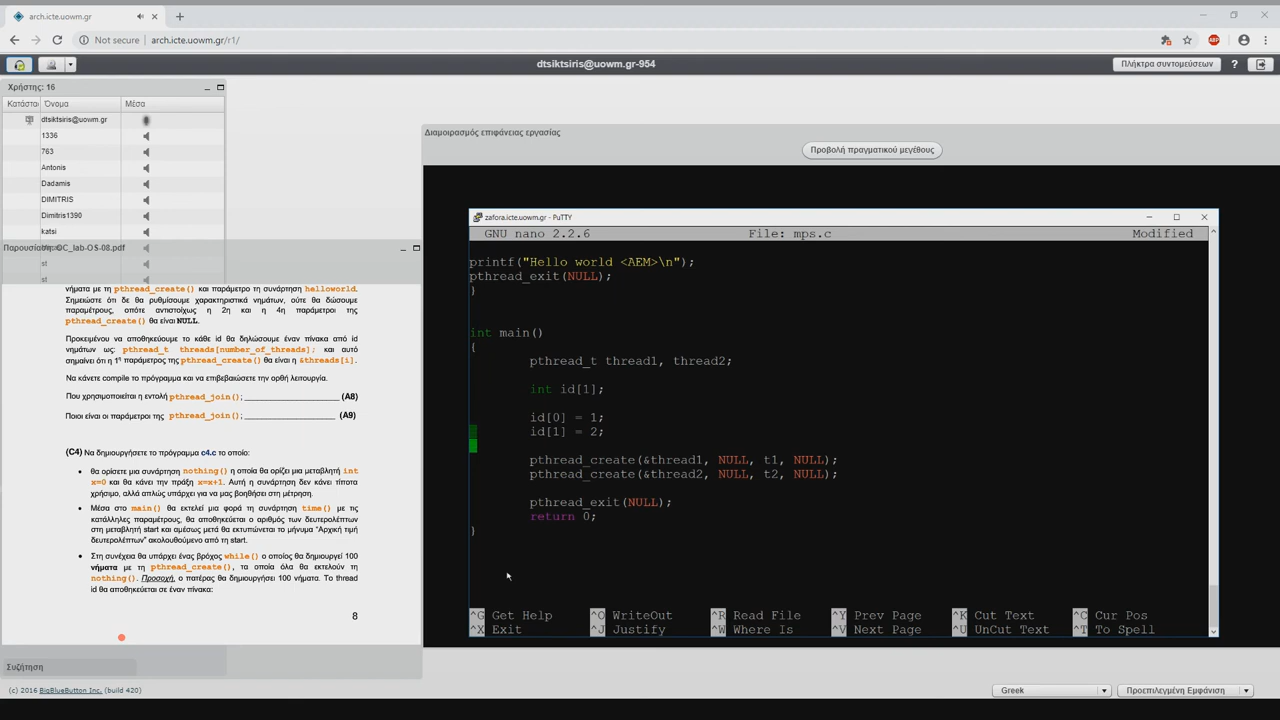 arch.icte.uowm.gr
Not secure | arch.icte.uowm.gr/r1/
ABP
dtsiktsiris@uowm.gr-954
Πλήκτρα συντομεύσεων
?
Χρήστης: 16
Κατάστα Όνομα Μέσα
dtsiktsiris@uowm.gr
1336
763
Antonis
Dadamis
DIMITRIS
Dimitris1390
katsi
st
st
Παρουσίαση: OC_lab-OS-08.pdf
νήματα με τη pthread_create() και παράμετρο τη συνάρτηση helloworld.
Σημειώστε ότι δε θα ρυθμίσουμε χαρακτηριστικά νημάτων, ούτε θα δώσουμε
παραμέτρους, οπότε αντιστοίχως η 2η και η 4η παράμετροι της
pthread_create() θα είναι NULL.
Προκειμένου να αποθηκεύουμε το κάθε id θα δηλώσουμε έναν πίνακα από id
νημάτων ως: pthread_t threads[number_of_threads]; και αυτό
σημαίνει ότι η 1η παράμετρος της pthread_create() θα είναι η &threads[i].
Να κάνετε compile το πρόγραμμα και να επιβεβαιώσετε την ορθή λειτουργία.
Που χρησιμοποιείται η εντολή pthread_join();____________________ (A8)
Ποιοι είναι οι παράμετροι της pthread_join();____________________ (A9)
(C4) Να δημιουργήσετε το πρόγραμμα c4.c το οποίο:
• θα ορίσετε μια συνάρτηση nothing() η οποία θα ορίζει μια μεταβλητή int
x=0 και θα κάνει την πράξη x=x+1. Αυτή η συνάρτηση δεν κάνει τίποτα
χρήσιμο, αλλά απλώς υπάρχει για να μας βοηθήσει στη μέτρηση.
• Μέσα στο main() θα εκτελεί μια φορά τη συνάρτηση time() με τις
κατάλληλες παραμέτρους, θα αποθηκεύεται ο αριθμός των δευτερολέπτων
στη μεταβλητή start και αμέσως μετά θα εκτυπώνεται το μήνυμα “Αρχική τιμή
δευτερολέπτων” ακολουθούμενο από τη start.
• Στη συνέχεια θα υπάρχει ένας βρόχος while() ο οποίος θα δημιουργεί 100
νήματα με τη pthread_create(), τα οποία όλα θα εκτελούν τη
nothing(). Προσοχή, ο πατέρας θα δημιουργήσει 100 νήματα. Το thread
id θα αποθηκεύεται σε έναν πίνακα:
8
Συζήτηση
Διαμοιρασμός επιφάνειας εργασίας
Προβολή πραγματικού μεγέθους
zafora.icte.uowm.gr - PuTTY
GNU nano 2.2.6 File: mps.c Modified
printf("Hello world <AEM>\n");
pthread_exit(NULL);
}
int main()
{
pthread_t thread1, thread2;
int id[1];
id[0] = 1;
id[1] = 2;
pthread_create(&thread1, NULL, t1, NULL);
pthread_create(&thread2, NULL, t2, NULL);
pthread_exit(NULL);
return 0;
}
^G Get Help ^O WriteOut ^R Read File ^Y Prev Page ^K Cut Text ^C Cur Pos
^X Exit ^J Justify ^W Where Is ^V Next Page ^U UnCut Text ^T To Spell
(c) 2016 BigBlueButton Inc. (build 420)
Greek
Προεπιλεγμένη Εμφάνιση